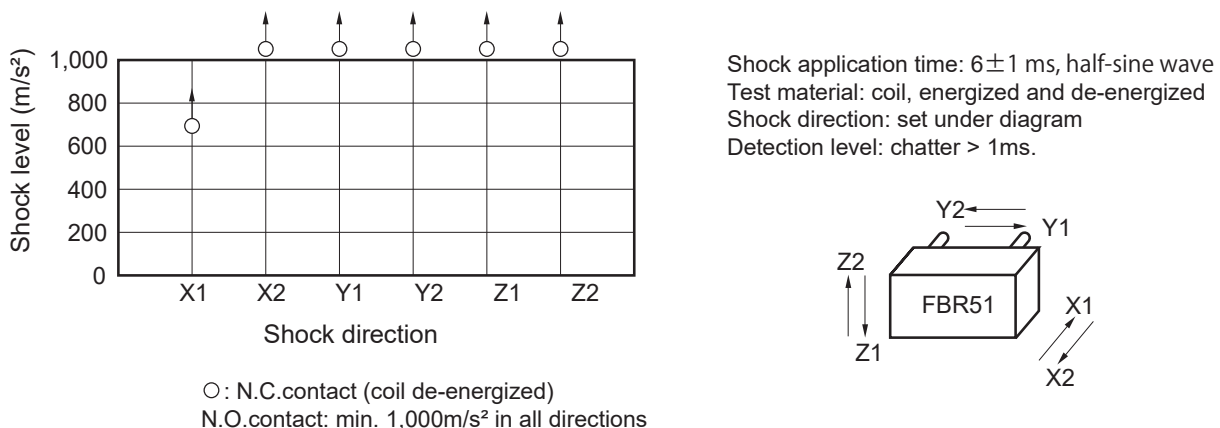 Shock level (m/s²)
1,000
800
600
400
200
0
X1 X2 Y1 Y2 Z1 Z2
Shock direction
○: N.C.contact (coil de-energized)
N.O.contact: min. 1,000m/s² in all directions
Shock application time: 6±1 ms, half-sine wave
Test material: coil, energized and de-energized
Shock direction: set under diagram
Detection level: chatter > 1ms.
Y2
Y1
Z2
FBR51
X1
Z1
X2